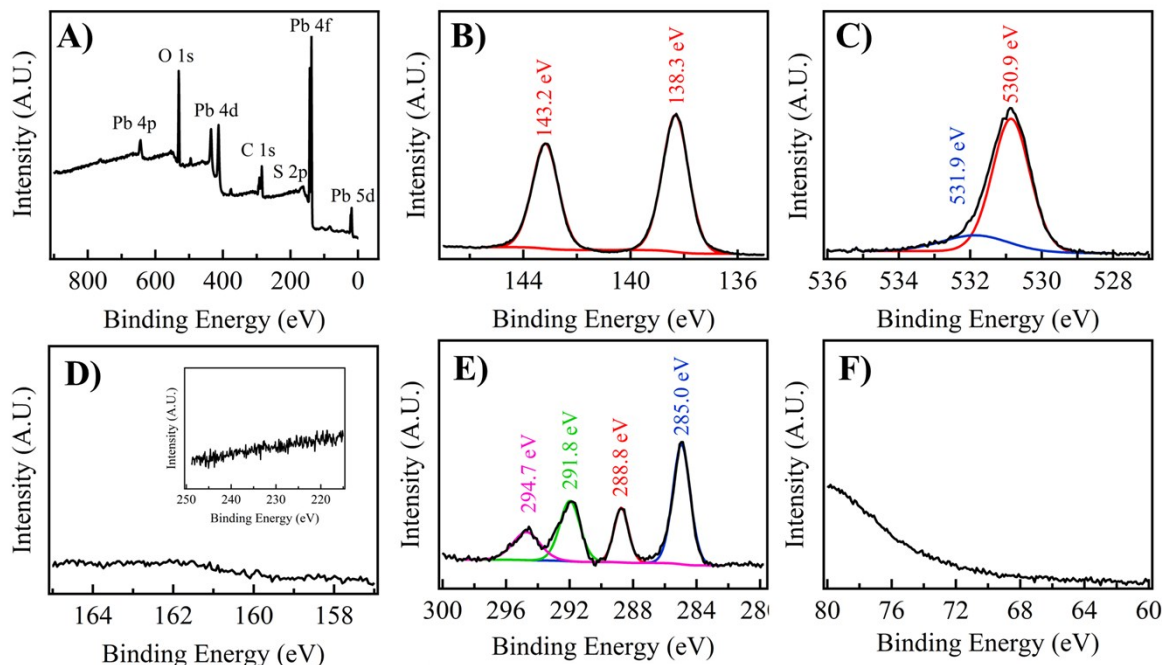 A)
Intensity (A.U.)
Pb 4f
O 1s
Pb 4p
Pb 4d
C 1s
S 2p
Pb 5d
800 600 400 200 0
Binding Energy (eV)
B)
Intensity (A.U.)
143.2 eV
138.3 eV
144 140 136
Binding Energy (eV)
C)
Intensity (A.U.)
531.9 eV
530.9 eV
536 534 532 530 528
Binding Energy (eV)
D)
Intensity (A.U.)
Intensity (A.U.)
250 240 230 220
Binding Energy (eV)
164 162 160 158
Binding Energy (eV)
E)
Intensity (A.U.)
294.7 eV
291.8 eV
288.8 eV
285.0 eV
300 296 292 288 284 280
Binding Energy (eV)
F)
Intensity (A.U.)
80 76 72 68 64 60
Binding Energy (eV)